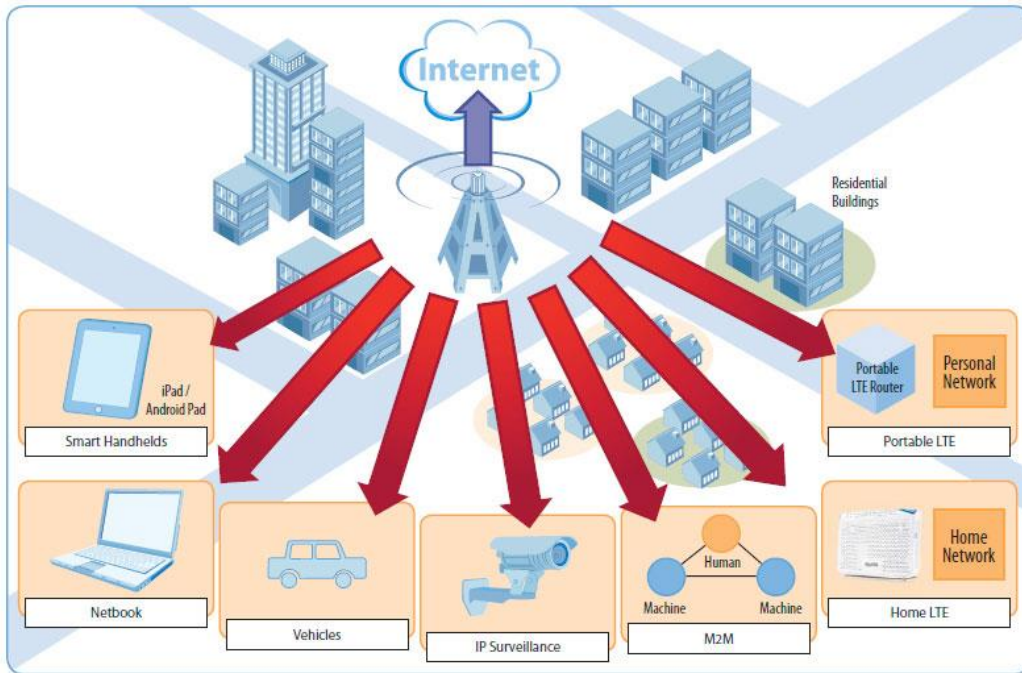 Internet
Residential
Buildings
iPad /
Android Pad
Smart Handhelds
Portable
LTE Router
Personal
Network
Portable LTE
Netbook
Vehicles
IP Surveillance
Human
Machine
Machine
M2M
Home
Network
Home LTE